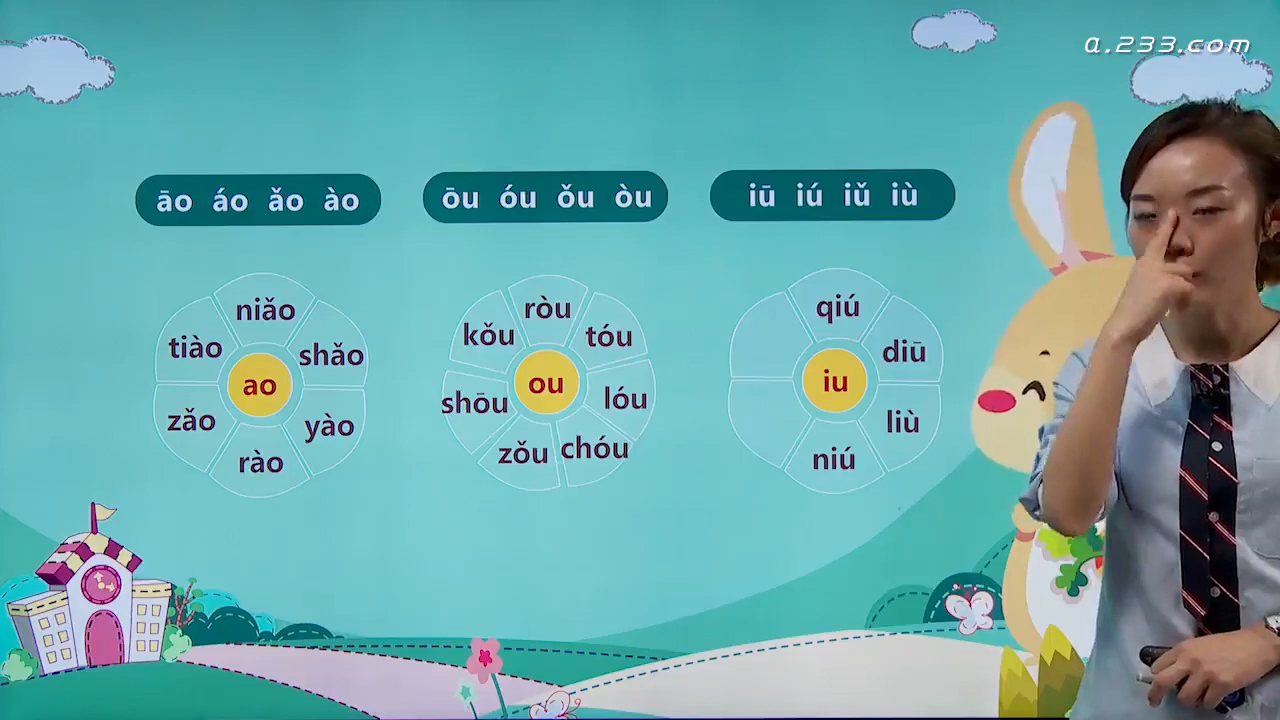 a.233.com
āo áo ǎo ào
ōu óu ǒu òu
iū iú iǔ iù
niǎo
tiào
shǎo
ao
zǎo
yào
rào
ròu
kǒu
tóu
ou
shōu
lóu
zǒu
chóu
qiú
diū
iu
liù
niú